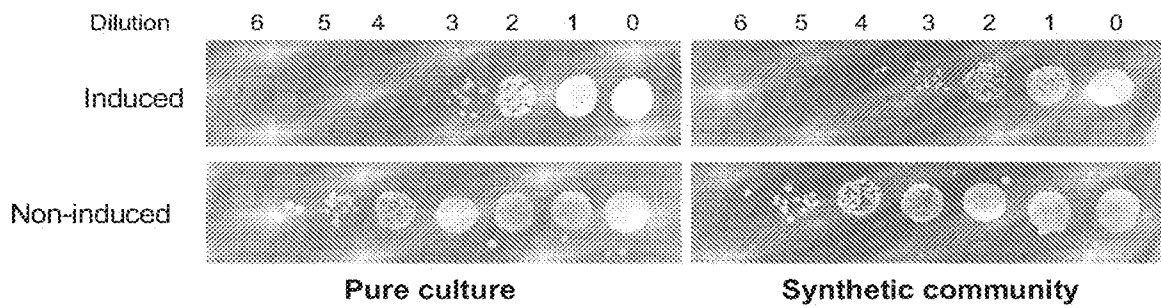 Dilution 6 5 4 3 2 1 0 6 5 4 3 2 1 0
Induced
Non-induced
Pure culture Synthetic community